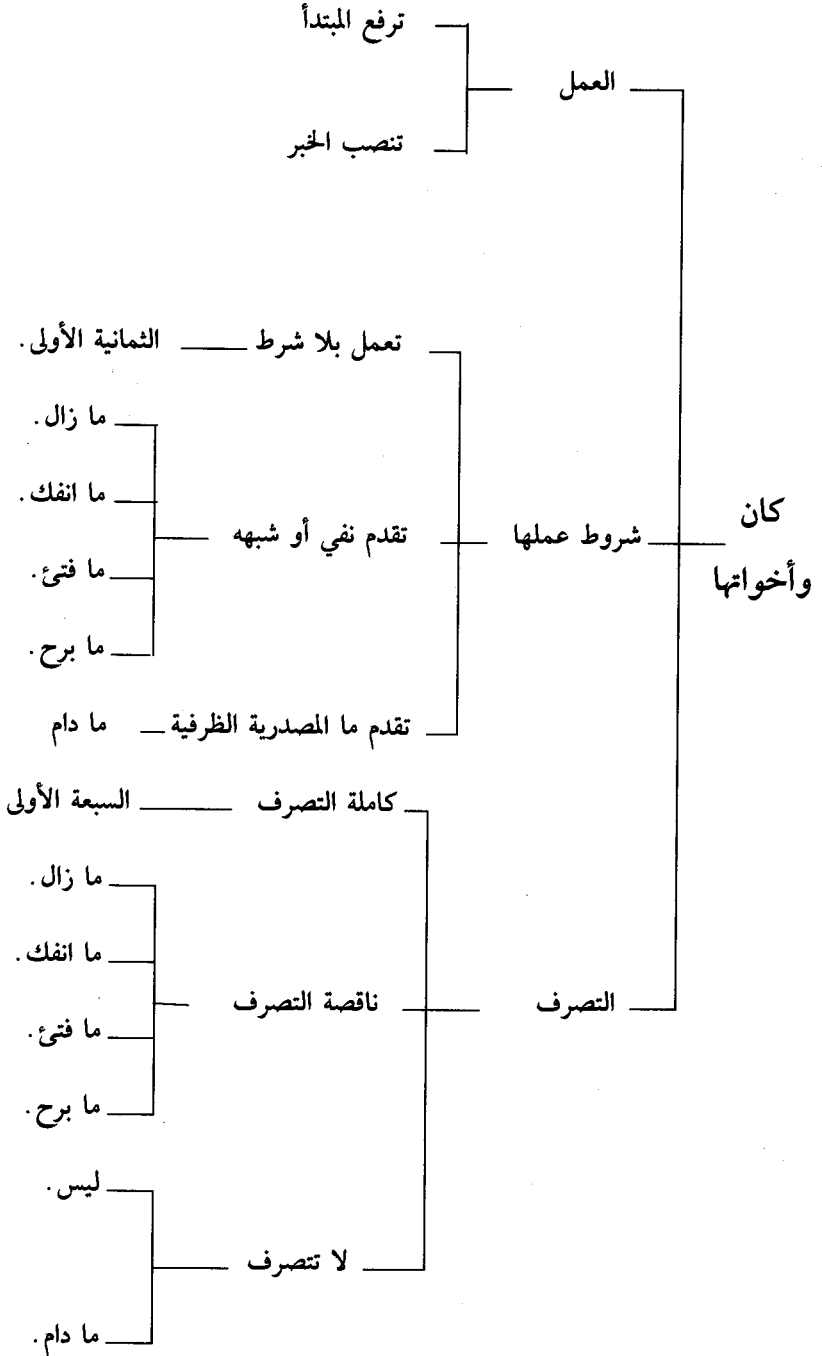 كان
وأخواتها
العمل
ترفع المبتدأ
تنصب الخبر
شروط عملها
تعمل بلا شرط
الثمانية الأولى.
تقدم نفي أو شبهه
ما زال.
ما انفك.
ما فتئ.
ما برح.
تقدم ما المصدرية الظرفية
ما دام
التصرف
كاملة التصرف
السبعة الأولى
ناقصة التصرف
ما زال.
ما انفك.
ما فتئ.
ما برح.
لا تتصرف
ليس.
ما دام.